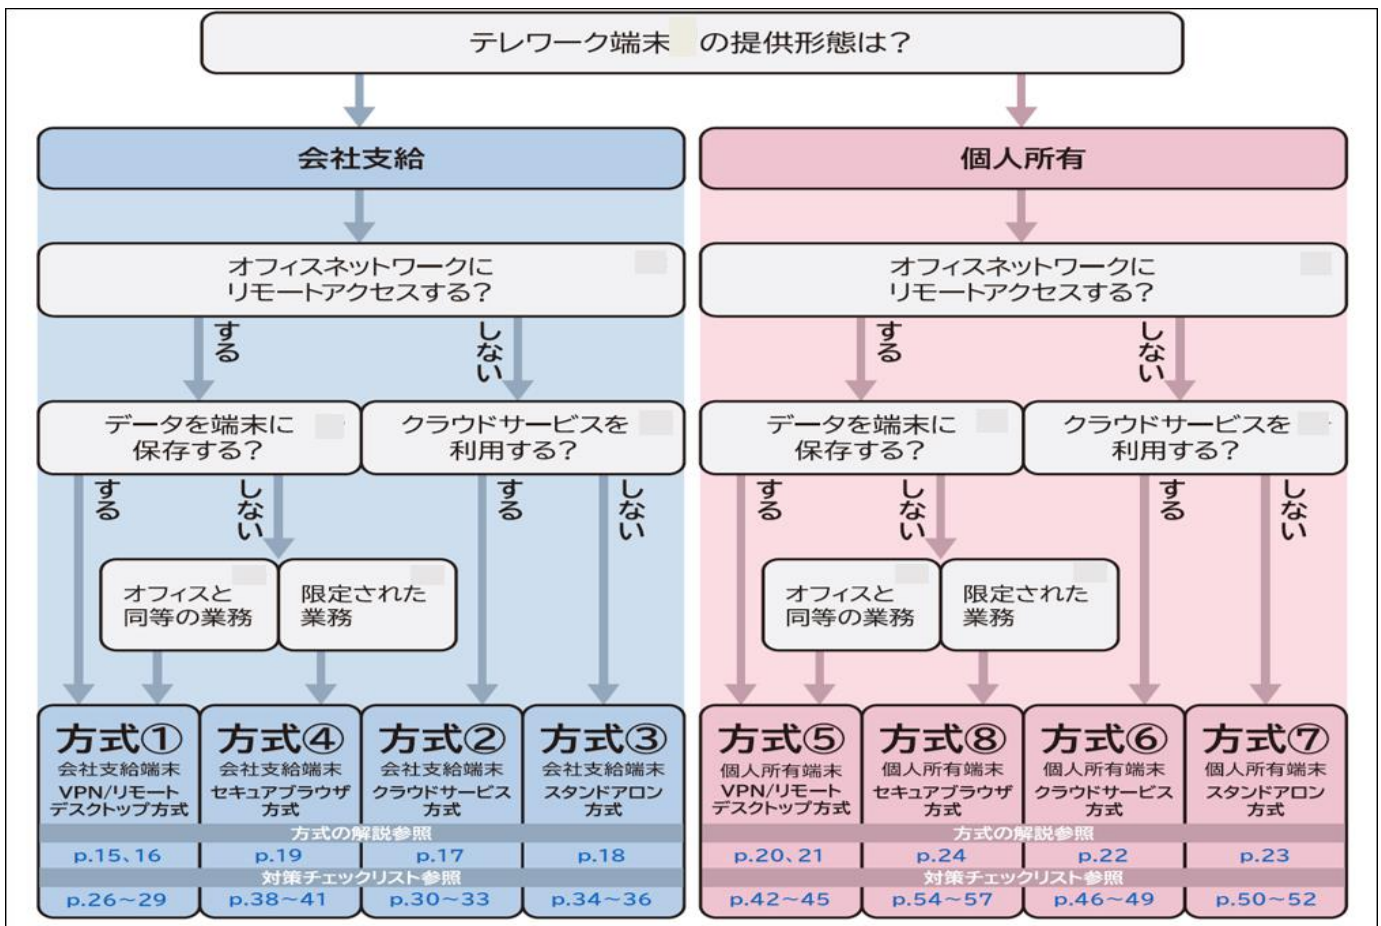 テレワーク端末 の提供形態は?
会社支給
個人所有
オフィスネットワークに
リモートアクセスする?
オフィスネットワークに
リモートアクセスする?
する
しない
する
しない
データを端末に
保存する?
クラウドサービスを
利用する?
データを端末に
保存する?
クラウドサービスを
利用する?
する
しない
する
しない
する
しない
する
しない
オフィスと
同等の業務
限定された
業務
オフィスと
同等の業務
限定された
業務
方式①
会社支給端末
VPN/リモート
デスクトップ方式
方式④
会社支給端末
セキュアブラウザ
方式
方式②
会社支給端末
クラウドサービス
方式
方式③
会社支給端末
スタンドアロン
方式
方式⑤
個人所有端末
VPN/リモート
デスクトップ方式
方式⑧
個人所有端末
セキュアブラウザ
方式
方式⑥
個人所有端末
クラウドサービス
方式
方式⑦
個人所有端末
スタンドアロン
方式
方式の解説参照
p.15、16 p.19 p.17 p.18
方式の解説参照
p.20、21 p.24 p.22 p.23
対策チェックリスト参照
p.26~29 p.38~41 p.30~33 p.34~36
対策チェックリスト参照
p.42~45 p.54~57 p.46~49 p.50~52